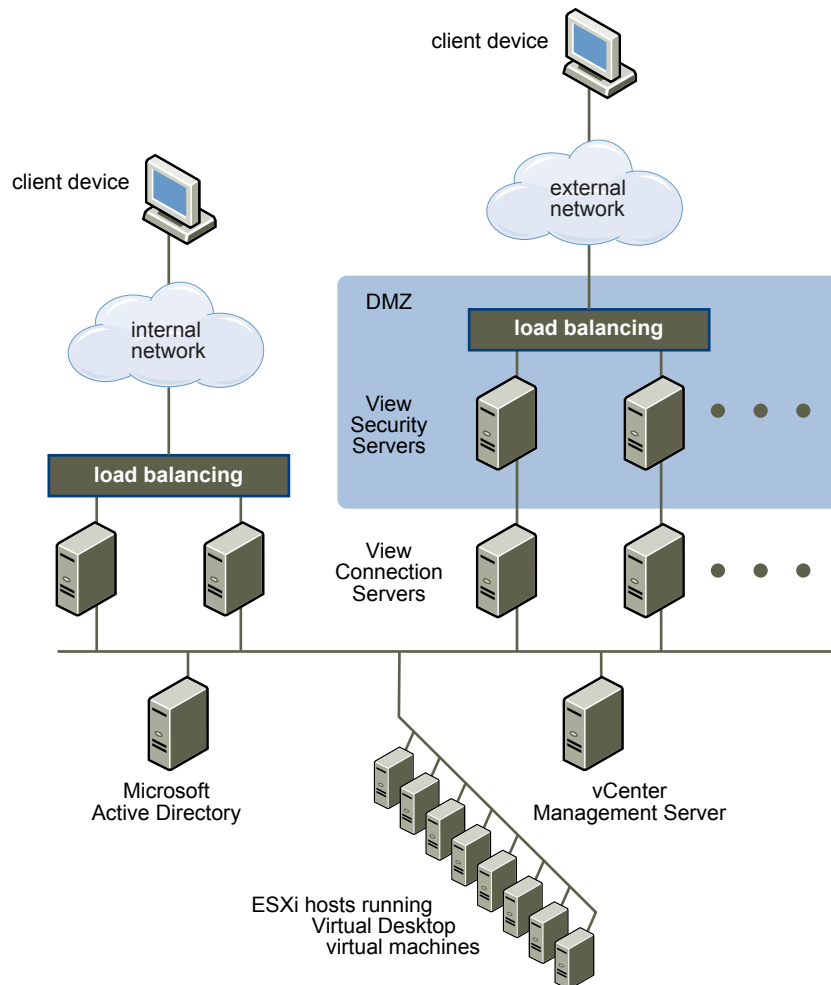 client device
client device
external
network
internal
network
DMZ
load balancing
View
Security
Servers
load balancing
View
Connection
Servers
Microsoft
Active Directory
vCenter
Management Server
ESXi hosts running
Virtual Desktop
virtual machines